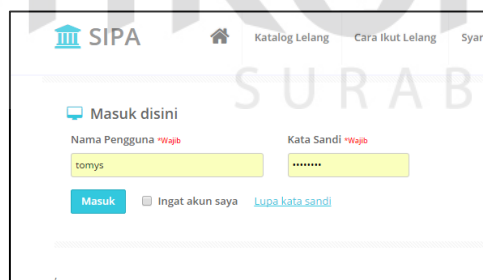 SIPA
Katalog Lelang Cara Ikut Lelang Syar
SURAB
Masuk disini
Nama Pengguna *Wajib Kata Sandi *Wajib
tomys ••••••••
Masuk Ingat akun saya Lupa kata sandi